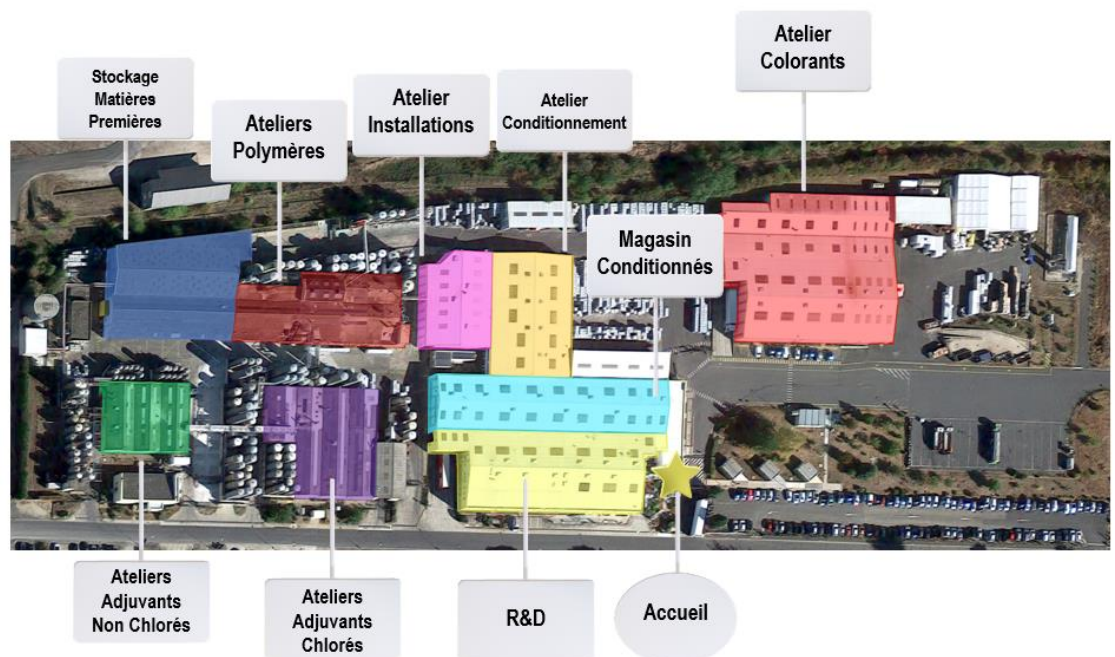 Atelier
Colorants
Stockage
Matières
Premières
Ateliers
Polymères
Atelier
Installations
Atelier
Conditionnement
Magasin
Conditionnés
Ateliers
Adjuvants
Non Chlorés
Ateliers
Adjuvants
Chlorés
R&D
Accueil